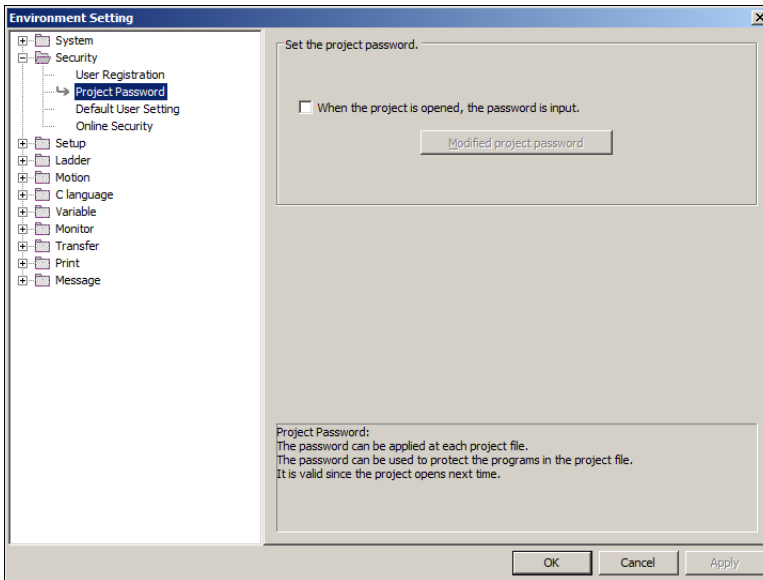 Environment Setting
System
Security
User Registration
Project Password
Default User Setting
Online Security
Setup
Ladder
Motion
C language
Variable
Monitor
Transfer
Print
Message
Set the project password.
When the project is opened, the password is input.
Modified project password
Project Password:
The password can be applied at each project file.
The password can be used to protect the programs in the project file.
It is valid since the project opens next time.
OK Cancel Apply